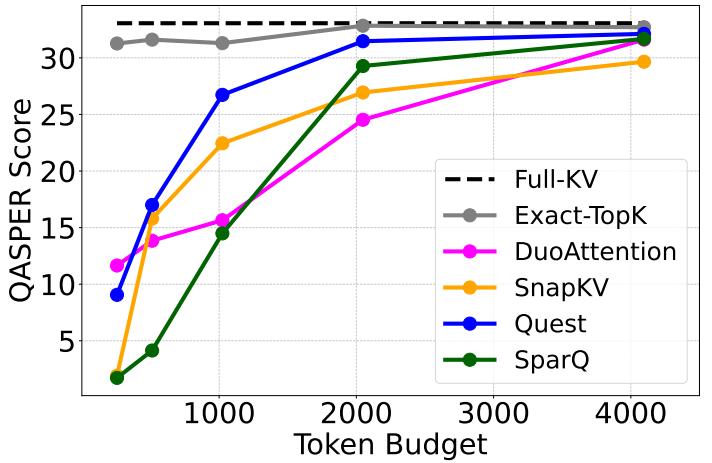 QASPER Score
30
25
20
15
10
5
Full-KV
Exact-TopK
DuoAttention
SnapKV
Quest
SparQ
1000 2000 3000 4000
Token Budget